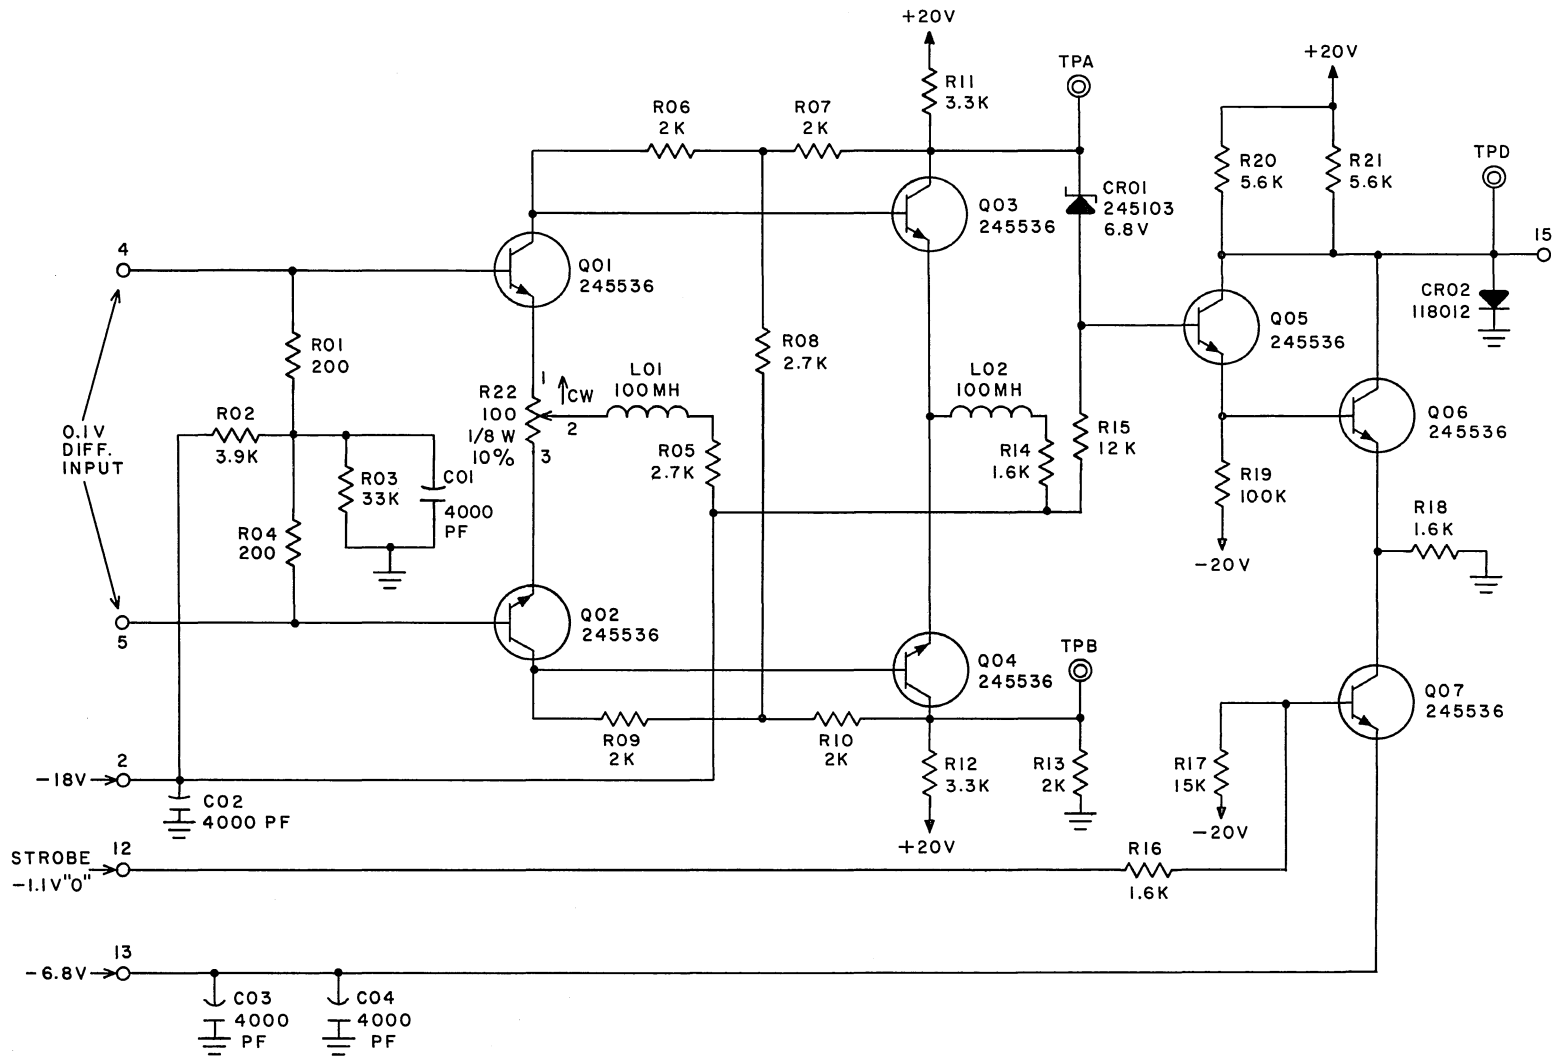 +20V
R11
3.3K
TPA
+20V
R06
2K
R07
2K
R20
5.6K
R21
5.6K
TPD
CR01
245103
6.8V
Q03
245536
4
15
Q01
245536
CR02
118012
Q05
245536
R01
200
R08
2.7K
L01
100MH
L02
100MH
1
CW
R22
100
1/8 W
10%
2
3
R02
3.9K
0.1V
DIFF.
INPUT
R05
2.7K
R14
1.6K
R15
12K
Q06
245536
R03
33K
C01
4000
PF
R19
100K
R04
200
R18
1.6K
-20V
Q02
245536
5
Q04
245536
TPB
Q07
245536
R09
2K
R10
2K
-18V
2
R12
3.3K
R13
2K
R17
15K
C02
4000 PF
-20V
+20V
STROBE
-1.1V"0"
12
R16
1.6K
-6.8V
13
C03
4000
PF
C04
4000
PF